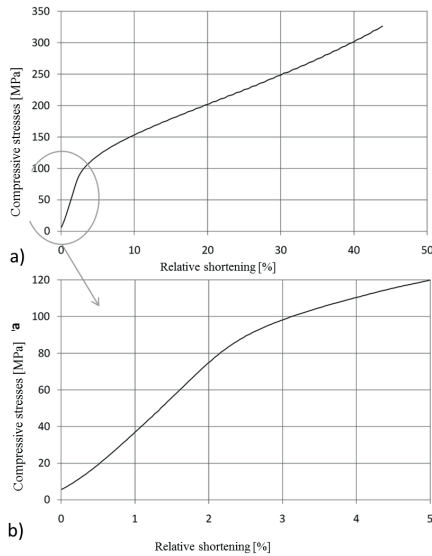 350
300
250
200
150
100
50
0
Compressive stresses [MPa]
0 10 20 30 40 50
a)
Relative shortening [%]
120
100
80
60
40
20
0
a
Compressive stresses [MPa]
0 1 2 3 4 5
b)
Relative shortening [%]